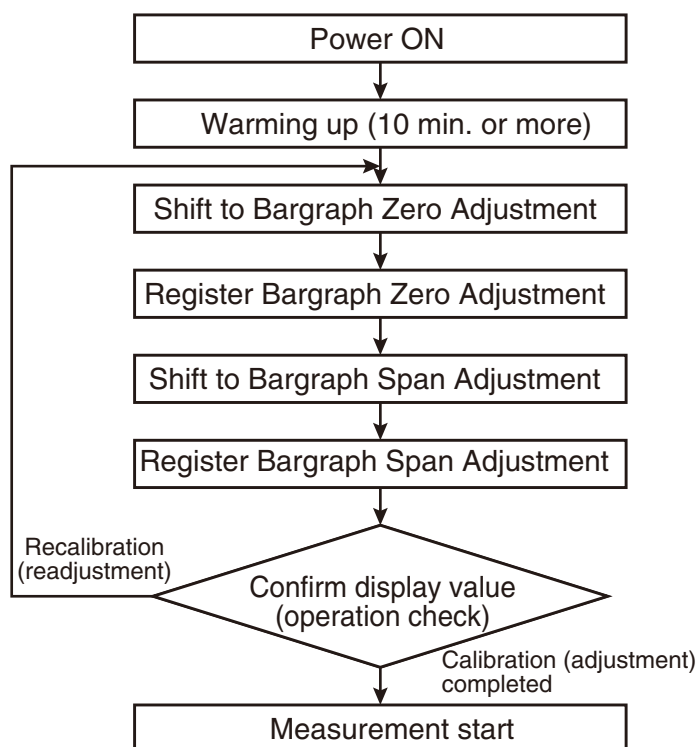 Power ON
Warming up (10 min. or more)
Shift to Bargraph Zero Adjustment
Register Bargraph Zero Adjustment
Shift to Bargraph Span Adjustment
Register Bargraph Span Adjustment
Recalibration
(readjustment)
Confirm display value
(operation check)
Calibration (adjustment)
completed
Measurement start